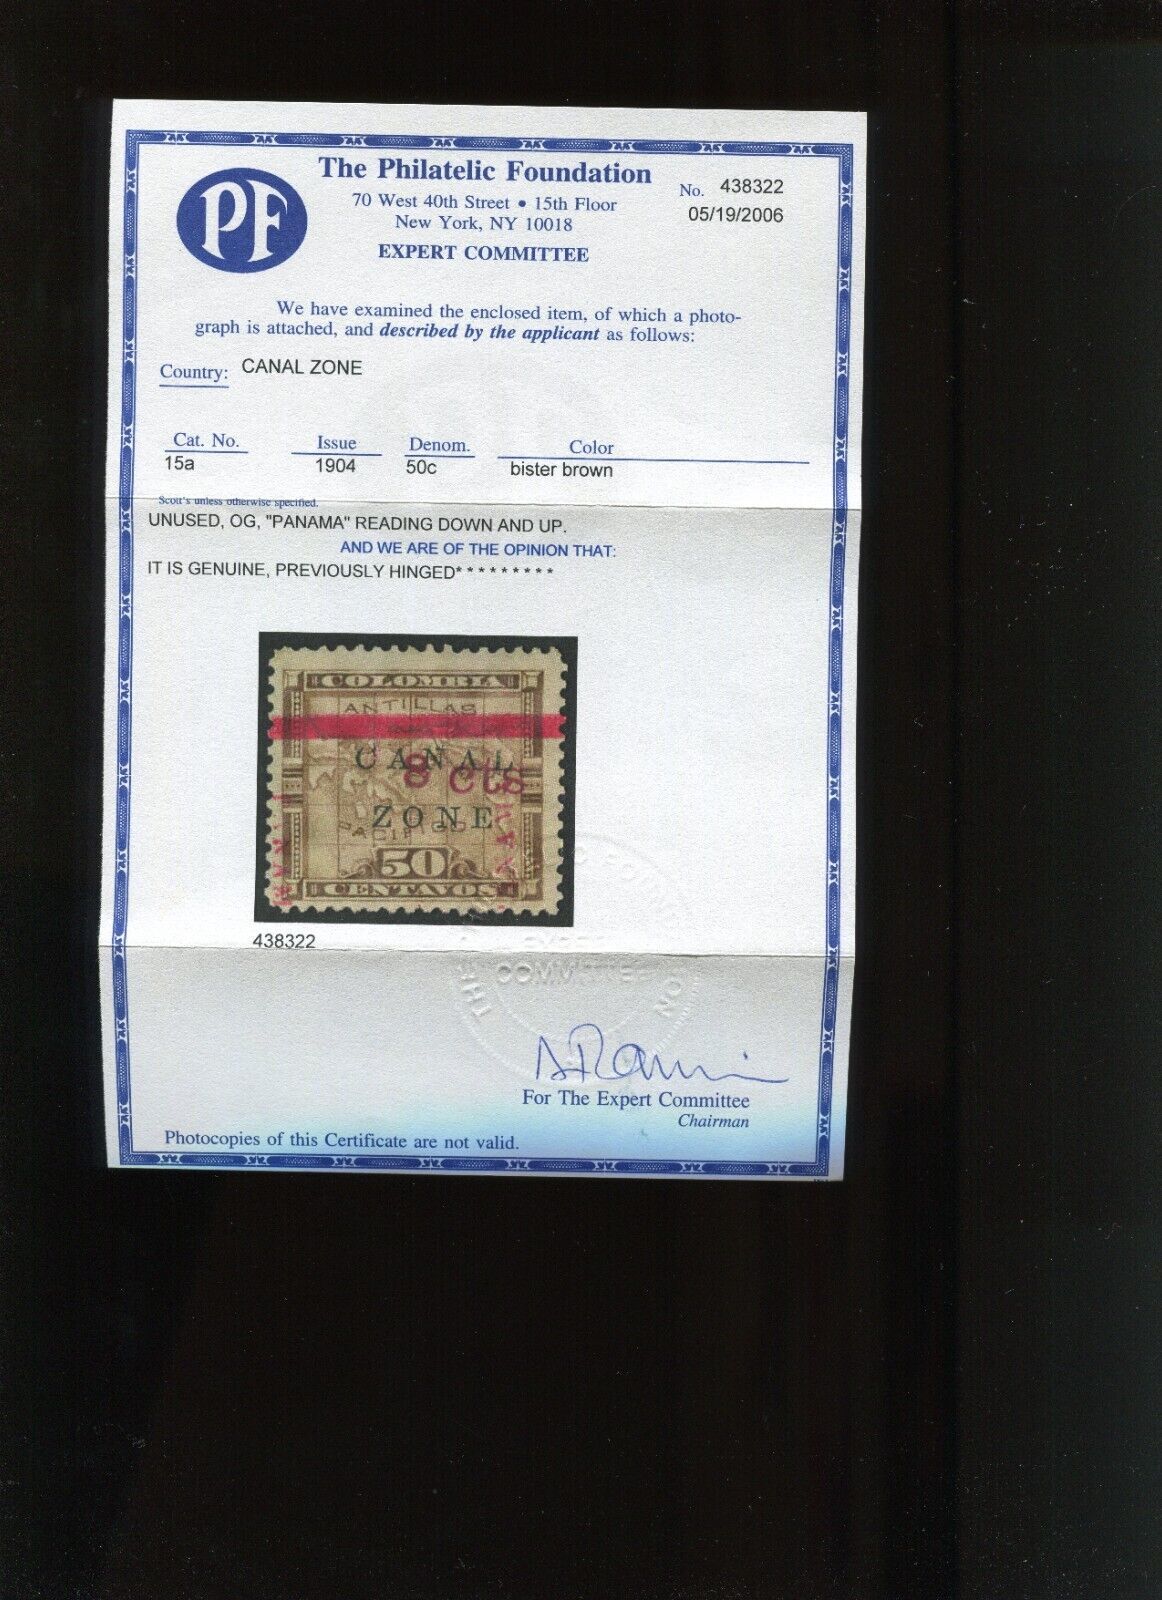 PF
The Philatelic Foundation
70 West 40th Street • 15th Floor
New York, NY 10018
EXPERT COMMITTEE
No. 438322
05/19/2006
We have examined the enclosed item, of which a photo-
graph is attached, and described by the applicant as follows:
Country: CANAL ZONE
Cat. No. Issue Denom. Color
15a 1904 50c bister brown
Scott's unless otherwise specified.
UNUSED, OG, "PANAMA" READING DOWN AND UP.
AND WE ARE OF THE OPINION THAT:
IT IS GENUINE, PREVIOUSLY HINGED*********
COLOMBIA
ANTILLAS
CANAL
8 cts
ZONE
PACIFICO
50
CENTAVOS
438322
COMMITTEE
For The Expert Committee
Chairman
Photocopies of this Certificate are not valid.